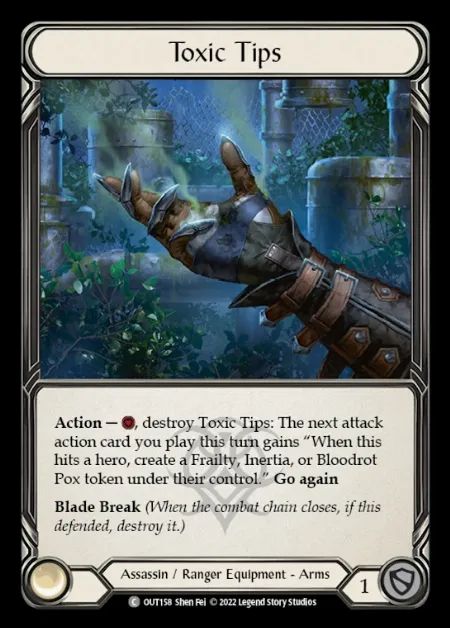 Toxic Tips
Action — , destroy Toxic Tips: The next attack
action card you play this turn gains “When this
hits a hero, create a Frailty, Inertia, or Bloodrot
Pox token under their control.” Go again
Blade Break (When the combat chain closes, if this
defended, destroy it.)
Assassin / Ranger Equipment - Arms
1
C OUT158 Shen Fei © 2022 Legend Story Studios